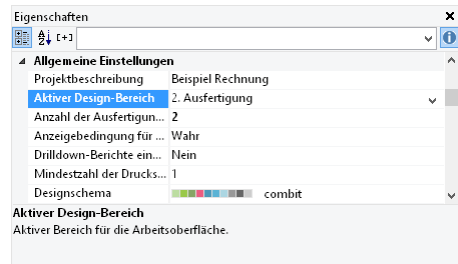 Eigenschaften
[+]
Allgemeine Einstellungen
Projektbeschreibung Beispiel Rechnung
Aktiver Design-Bereich 2. Ausfertigung
Anzahl der Ausfertigun... 2
Anzeigebedingung für ... Wahr
Drilldown-Berichte ein... Nein
Mindestzahl der Drucks... 1
Designschema combit
Aktiver Design-Bereich
Aktiver Bereich für die Arbeitsoberfläche.